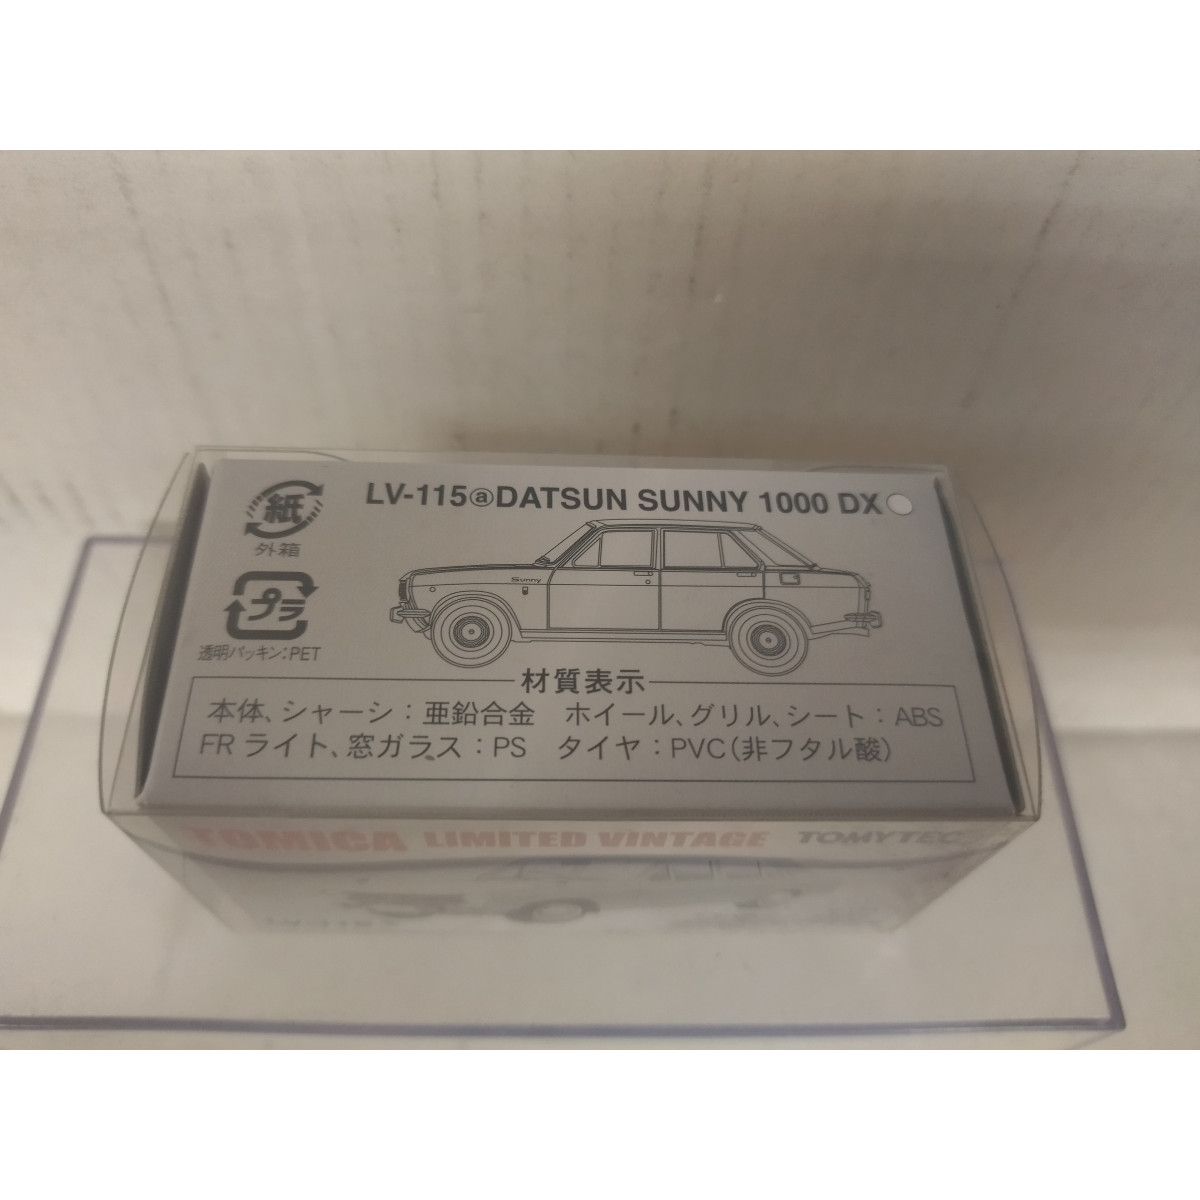 LV-115ⓐDATSUN SUNNY 1000 DX
紙
外箱
Sunny
プラ
透明パッキン:PET
材質表示
本体、シャーシ:亜鉛合金 ホイール、グリル、シート:ABS
FR ライト、窓ガラス:PS タイヤ:PVC(非フタル酸)
TOMICA LIMITED VINTAGE TOMYTEC